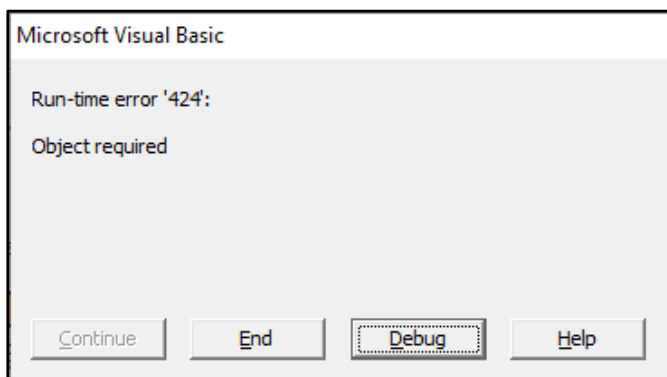 Microsoft Visual Basic
Run-time error '424':
Object required
Continue End Debug Help